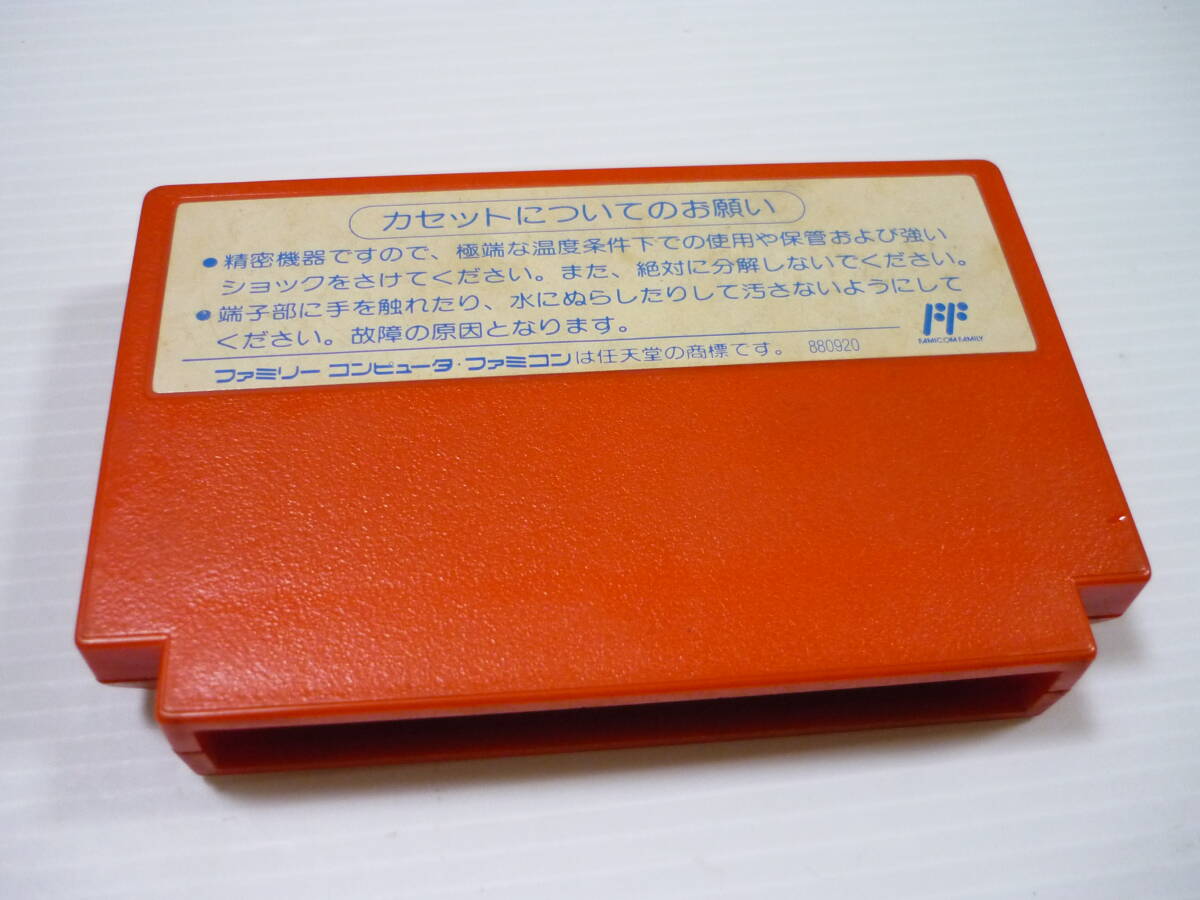 カセットについてのお願い
●精密機器ですので、極端な温度条件下での使用や保管および強い
ショックをさけてください。また、絶対に分解しないでください。
●端子部に手を触れたり、水にぬらしたりして汚さないようにして
ください。故障の原因となります。
FF
FAMICOM FAMILY
ファミリー コンピュータ・ファミコンは任天堂の商標です。 880920